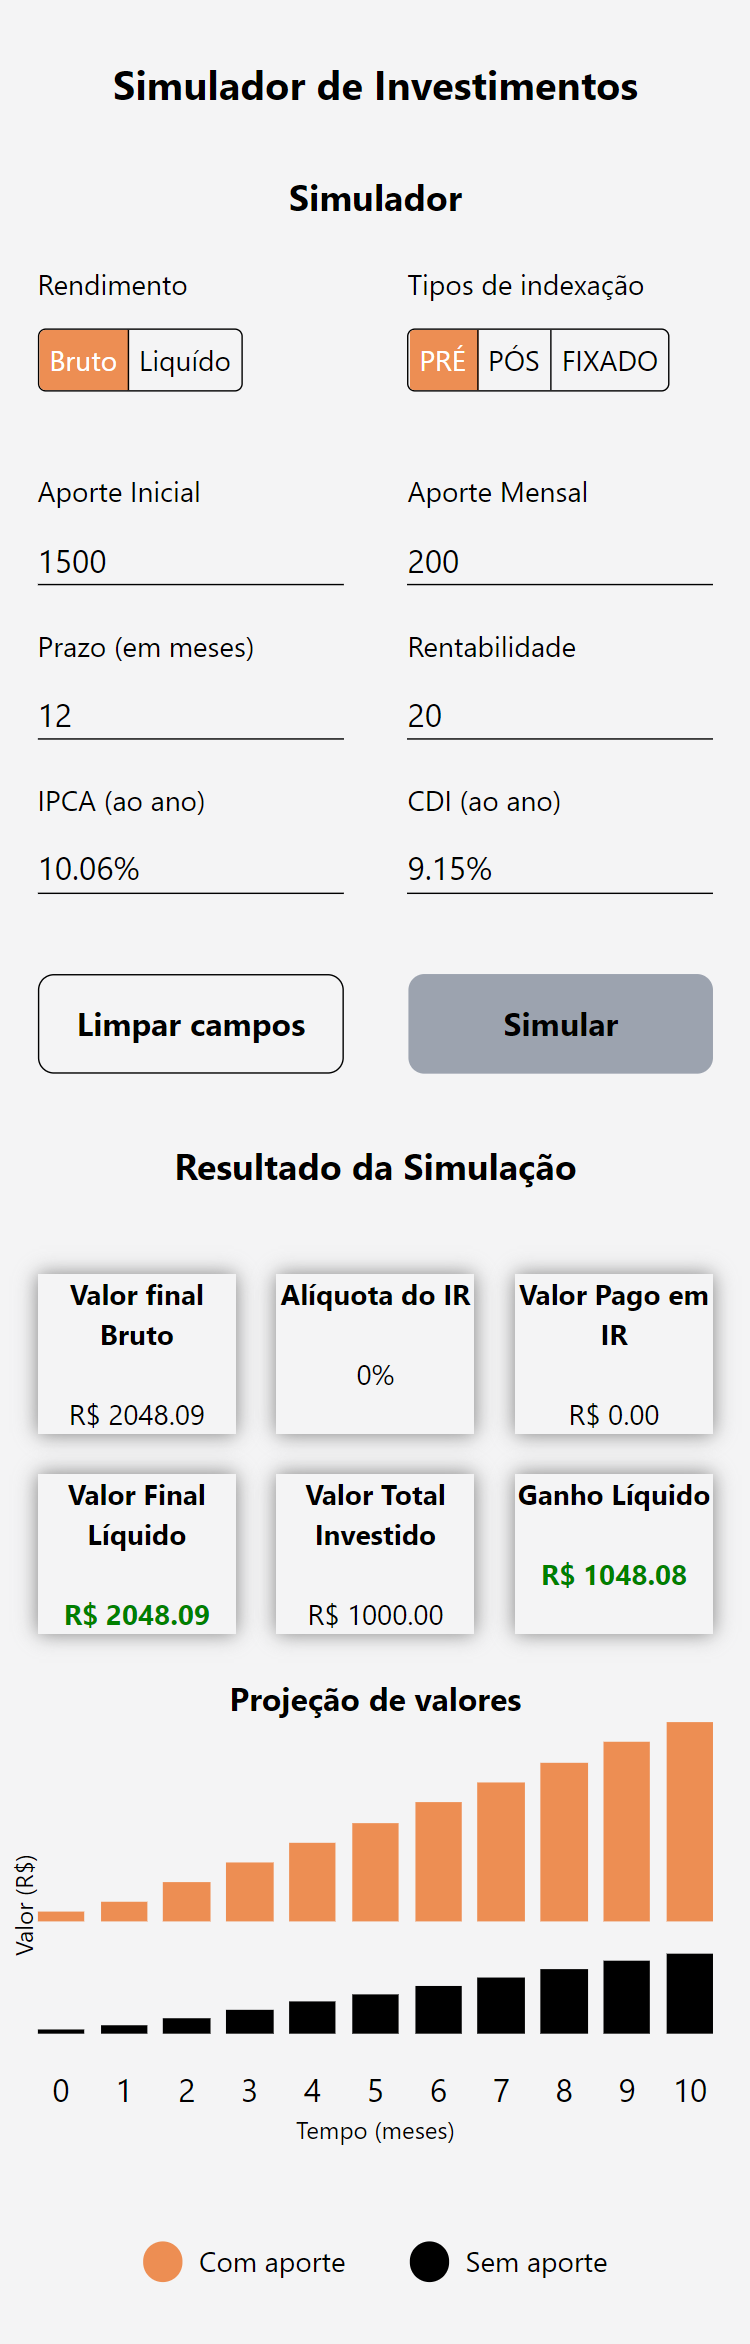 Simulador de Investimentos
Simulador
Rendimento
Tipos de indexação
Bruto Liquído
PRÉ PÓS FIXADO
Aporte Inicial
Aporte Mensal
1500
200
Prazo (em meses)
Rentabilidade
12
20
IPCA (ao ano)
CDI (ao ano)
10.06%
9.15%
Limpar campos
Simular
Resultado da Simulação
Valor final
Bruto
R$ 2048.09
Alíquota do IR
0%
Valor Pago em
IR
R$ 0.00
Valor Final
Líquido
R$ 2048.09
Valor Total
Investido
R$ 1000.00
Ganho Líquido
R$ 1048.08
Projeção de valores
Valor (R$)
0 1 2 3 4 5 6 7 8 9 10
Tempo (meses)
Com aporte
Sem aporte